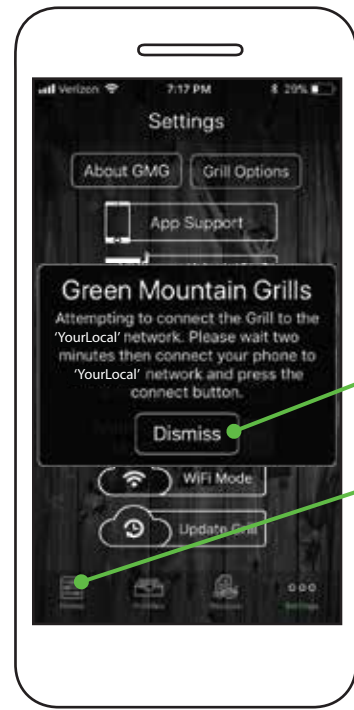 Verizon 7:17 PM 29%
Settings
About GMG Grill Options
App Support
Green Mountain Grills
Attempting to connect the Grill to the
'YourLocal' network. Please wait two
minutes then connect your phone to
'YourLocal' network and press the
connect button.
Dismiss
WiFi Mode
Update Grill
Settings